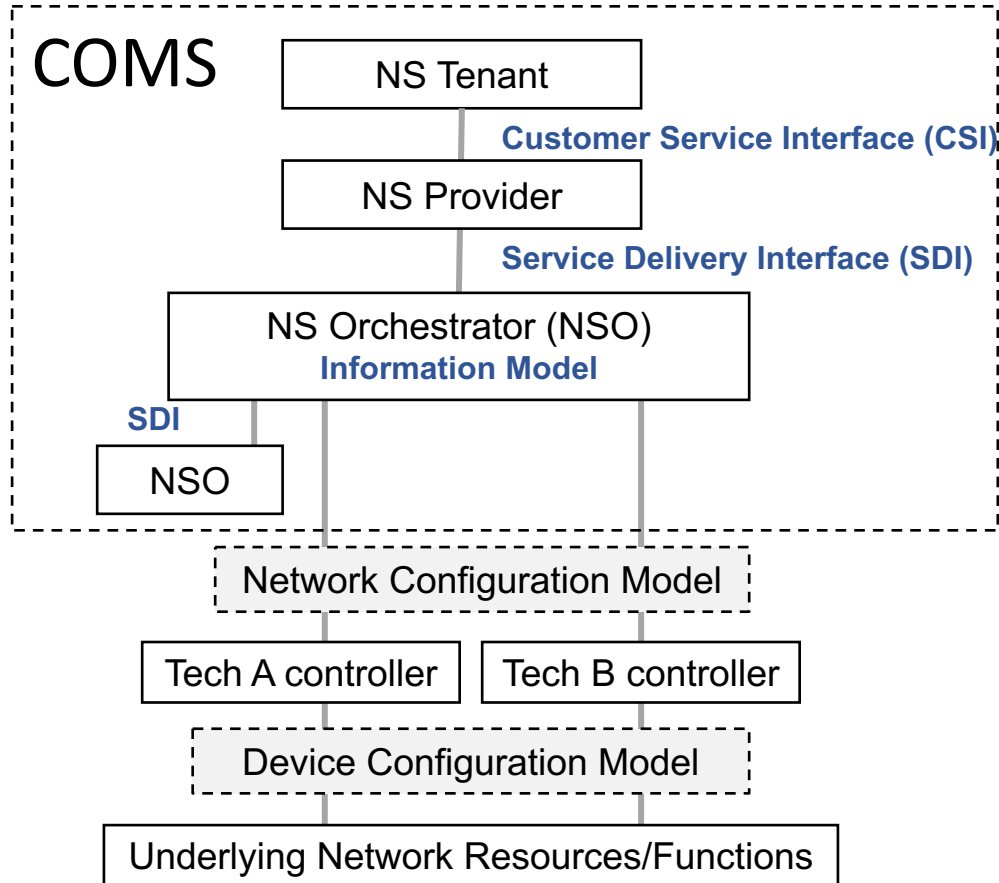 COMS
NS Tenant
Customer Service Interface (CSI)
NS Provider
Service Delivery Interface (SDI)
NS Orchestrator (NSO)
Information Model
SDI
NSO
Network Configuration Model
Tech A controller
Tech B controller
Device Configuration Model
Underlying Network Resources/Functions